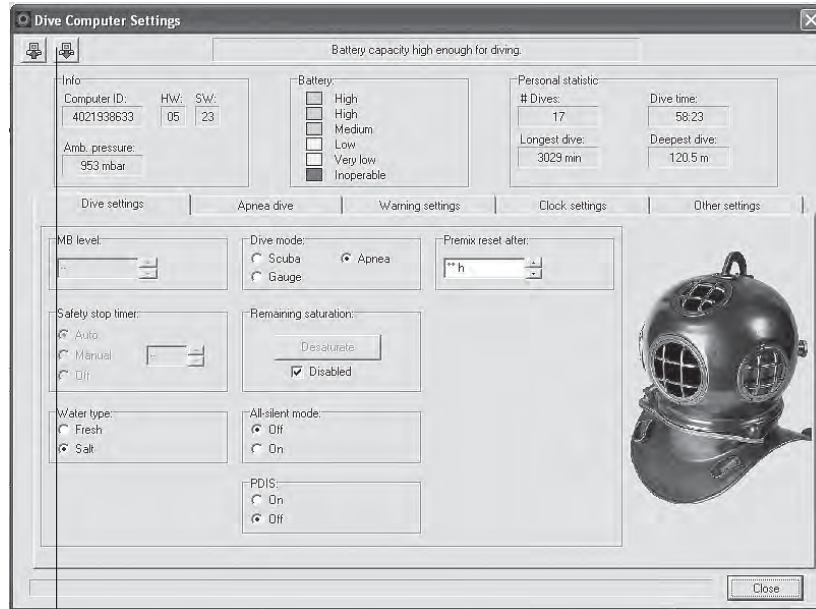 Dive Computer Settings
Battery capacity high enough for diving.
Info
Computer ID: HW: SW:
4021938633 05 23
Amb. pressure:
953 mbar
Battery:
High
High
Medium
Low
Very low
Inoperable
Personal statistic
# Dives: Dive time:
17 58:23
Longest dive: Deepest dive:
3029 min 120.5 m
Dive settings Apnea dive Warning settings Clock settings Other settings
MB level:
--
Dive mode:
Scuba Apnea
Gauge
Premix reset after:
** h
Safety stop timer:
Auto
Manual --
Off
Remaining saturation:
Desaturate
Disabled
Water type:
Fresh
Salt
All-silent mode:
Off
On
PDIS:
On
Off
Close